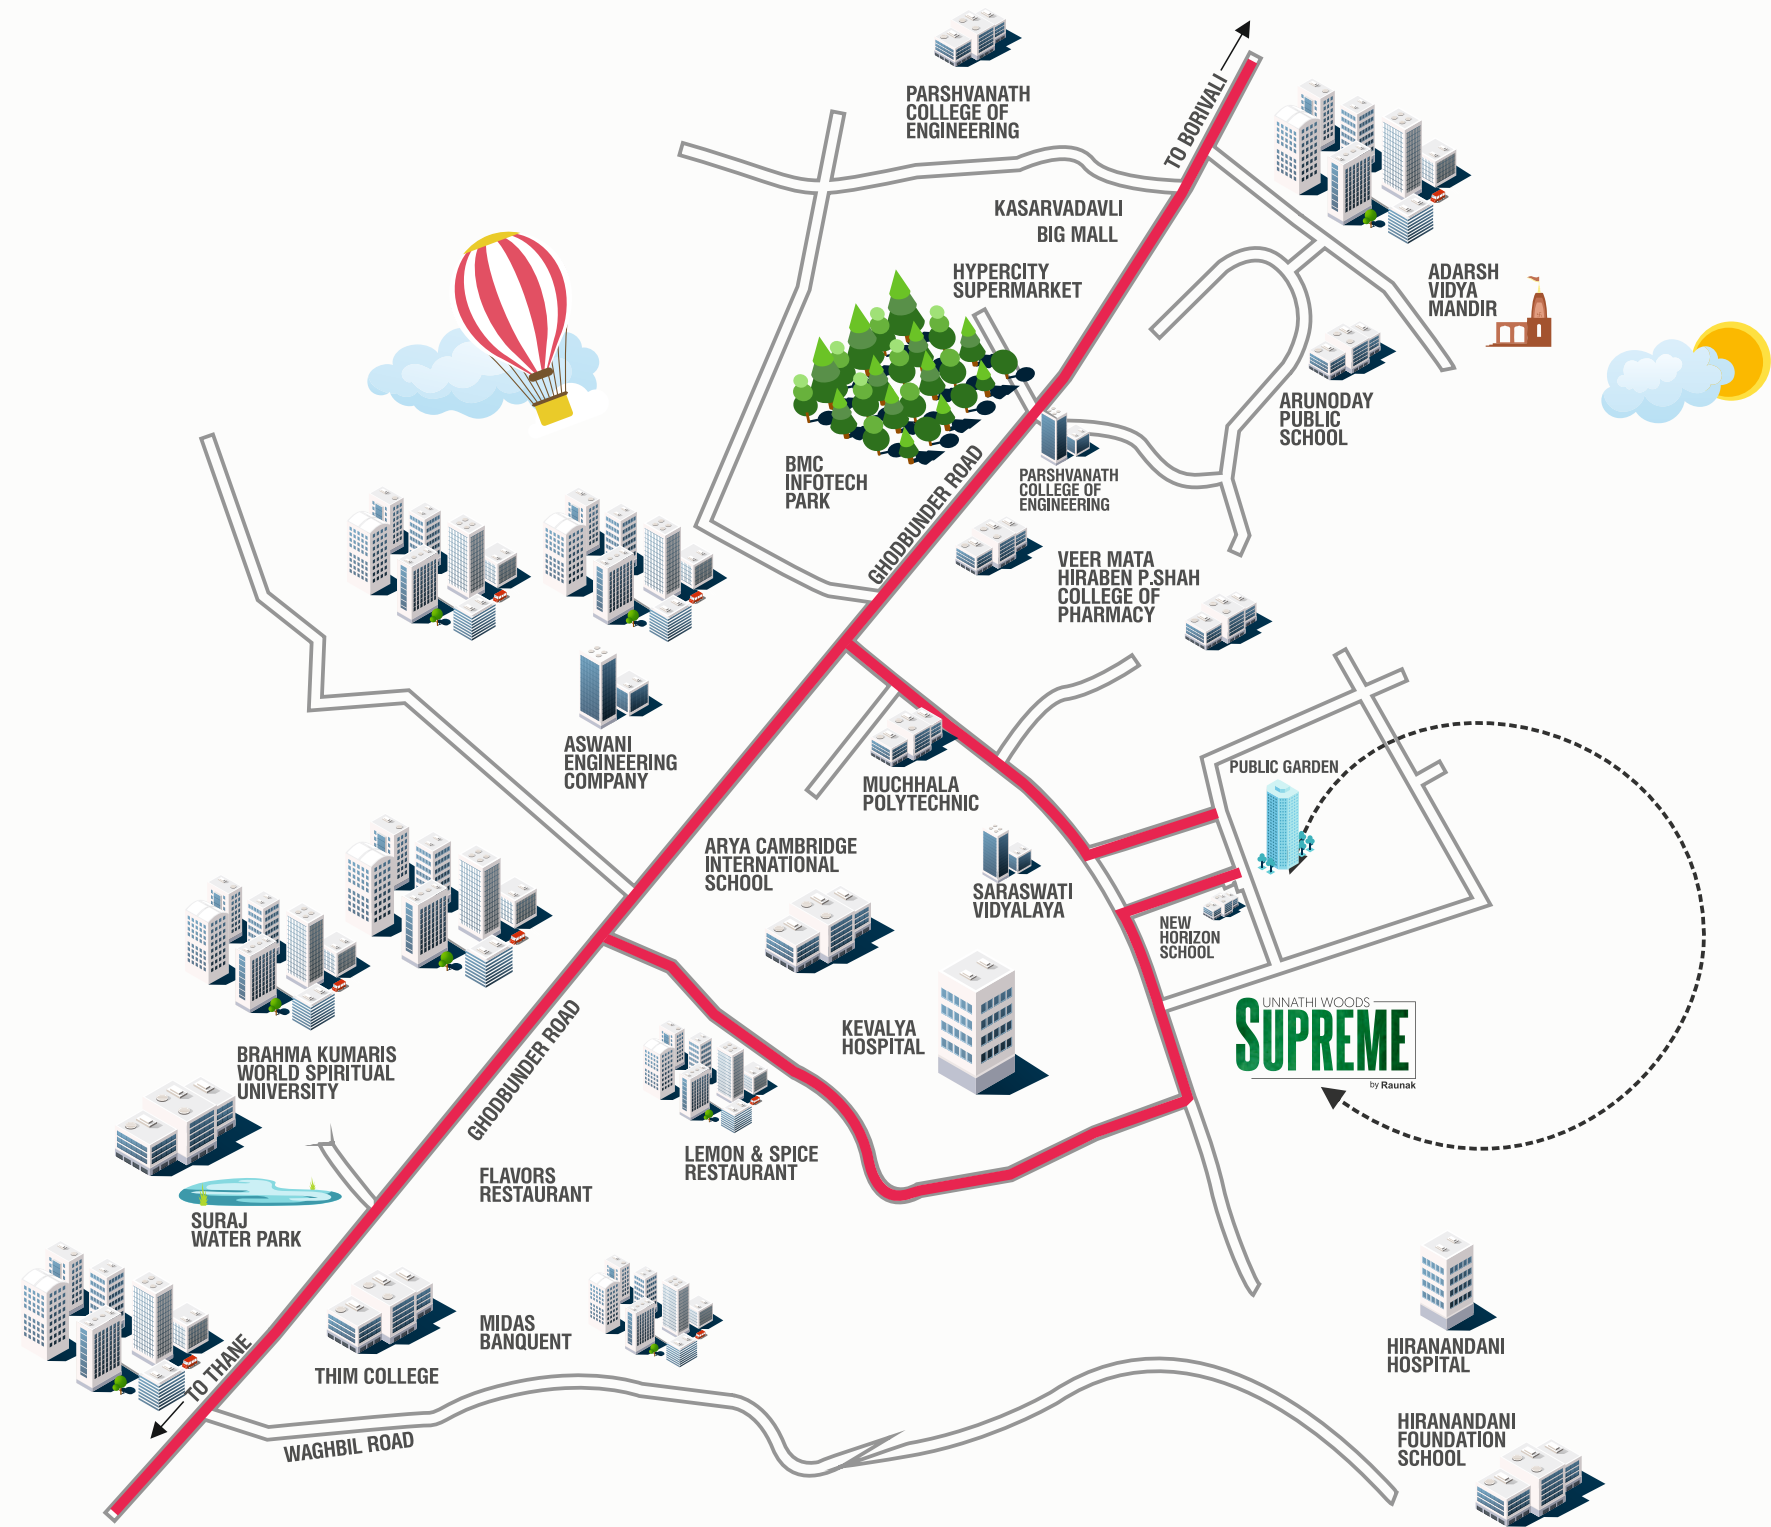 PARSHVANATH
COLLEGE OF
ENGINEERING
TO BORIVALI
KASARVADAVLI
BIG MALL
HYPERCITY
SUPERMARKET
ADARSH
VIDYA
MANDIR
ARUNODAY
PUBLIC
SCHOOL
BMC
INFOTECH
PARK
GHODBUNDER ROAD
PARSHVANATH
COLLEGE OF
ENGINEERING
VEER MATA
HIRABEN P.SHAH
COLLEGE OF
PHARMACY
ASWANI
ENGINEERING
COMPANY
MUCHHALA
POLYTECHNIC
PUBLIC GARDEN
ARYA CAMBRIDGE
INTERNATIONAL
SCHOOL
SARASWATI
VIDYALAYA
NEW
HORIZON
SCHOOL
UNNATHI WOODS
SUPREME
by Raunak
KEVALYA
HOSPITAL
GHODBUNDER ROAD
BRAHMA KUMARIS
WORLD SPIRITUAL
UNIVERSITY
LEMON & SPICE
RESTAURANT
FLAVORS
RESTAURANT
SURAJ
WATER PARK
MIDAS
BANQUENT
THIM COLLEGE
TO THANE
WAGHBIL ROAD
HIRANANDANI
HOSPITAL
HIRANANDANI
FOUNDATION
SCHOOL